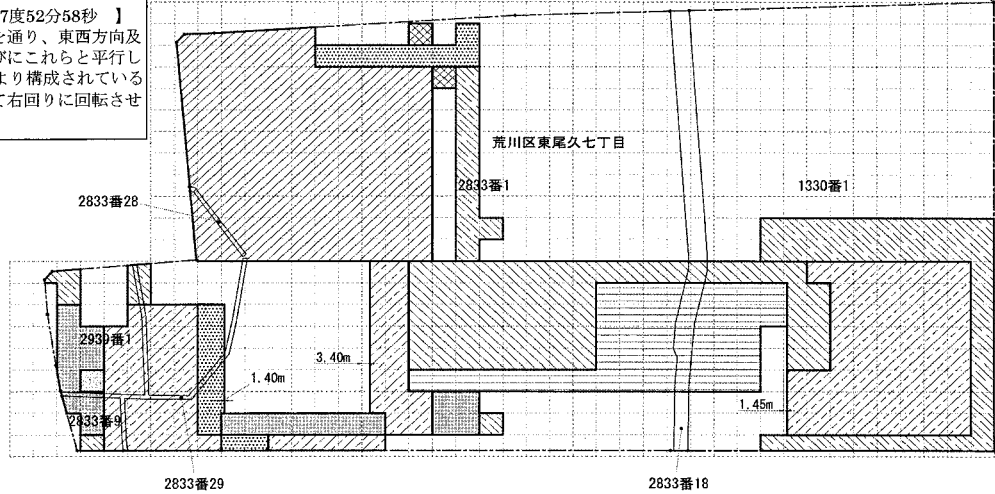 7度52分58秒 】
を通り、東西方向及
びにこれらと平行し
より構成されている
て右回りに回転させ
荒川区東尾久七丁目
2833番28
2833番1
1330番1
2939番1
3.40m
1.40m
1.45m
2833番9
2833番29
2833番18